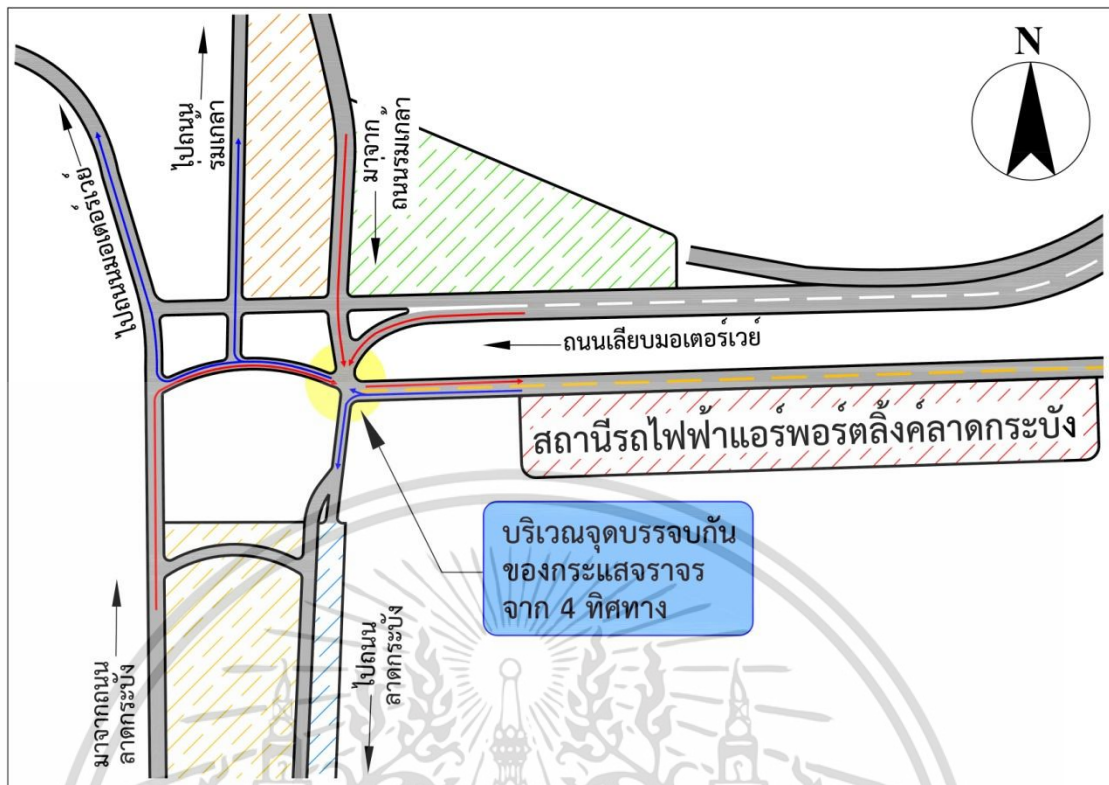 N
ไปถนน
ร่มเกล้า
มาจาก
ถนนร่มเกล้า
ไปถนนมอเตอร์เวย์
ถนนเลียบมอเตอร์เวย์
สถานีรถไฟฟ้าแอร์พอร์ตลิ้งค์ลาดกระบัง
บริเวณจุดบรรจบกัน
ของกระแสจราจร
จาก 4 ทิศทาง
มาจากถนน
ลาดกระบัง
ไปถนน
ลาดกระบัง